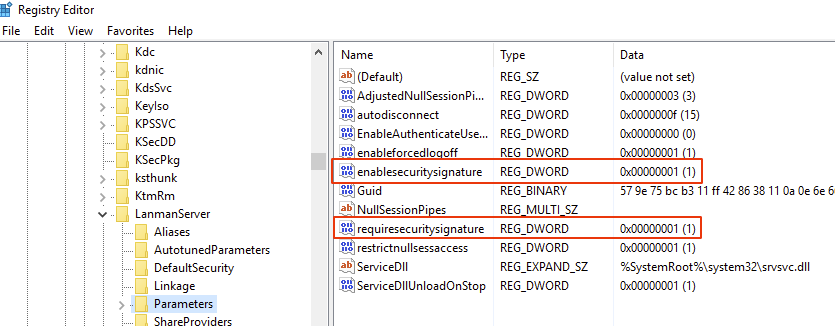 Registry Editor
File Edit View Favorites Help
Kdc
kdnic
KdsSvc
KeyIso
KPSSVC
KSecDD
KSecPkg
ksthunk
KtmRm
LanmanServer
Aliases
AutotunedParameters
DefaultSecurity
Linkage
Parameters
ShareProviders
Name Type Data
(Default) REG_SZ (value not set)
AdjustedNullSessionPi... REG_DWORD 0x00000003 (3)
autodisconnect REG_DWORD 0x0000000f (15)
EnableAuthenticateUse... REG_DWORD 0x00000000 (0)
enableforcedlogoff REG_DWORD 0x00000001 (1)
enablesecuritysignature REG_DWORD 0x00000001 (1)
Guid REG_BINARY 57 9e 75 bc b3 11 ff 42 86 38 11 0a 0e 6e
NullSessionPipes REG_MULTI_SZ
requiresecuritysignature REG_DWORD 0x00000001 (1)
restrictnullsessaccess REG_DWORD 0x00000001 (1)
ServiceDll REG_EXPAND_SZ %SystemRoot%\system32\srvsvc.dll
ServiceDllUnloadOnStop REG_DWORD 0x00000001 (1)